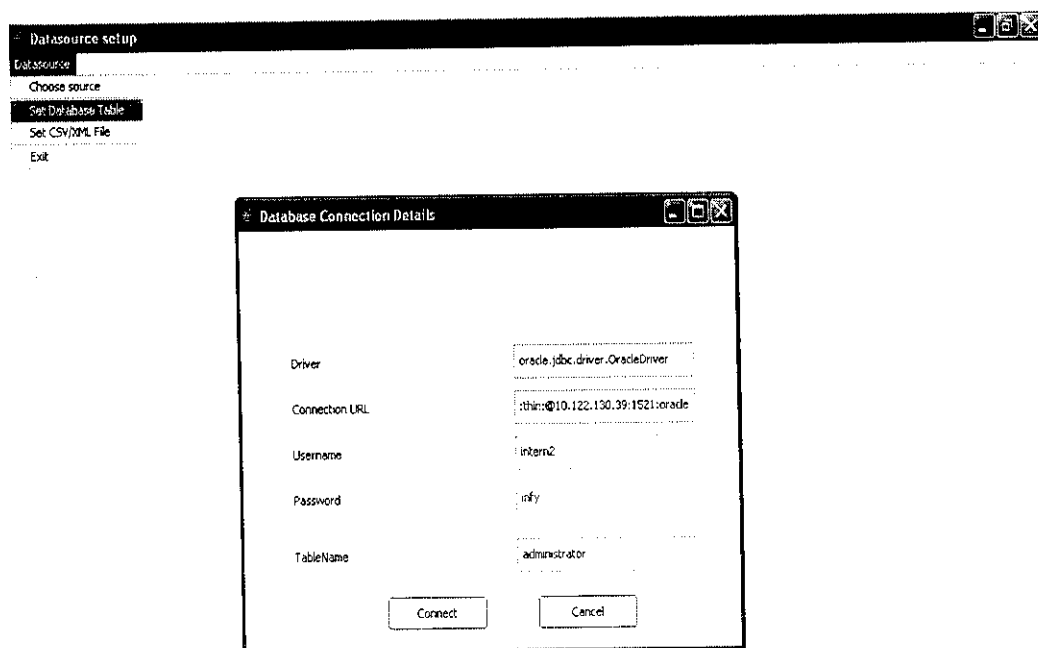 Datasource setup
Datasource
Choose source
Set Database Table
Set CSV/XML File
Exit
Database Connection Details
Driver oracle.jdbc.driver.OracleDriver
Connection URL :thin:@10.122.130.39:1521:oracle
Username intern2
Password infy
TableName administrator
Connect Cancel